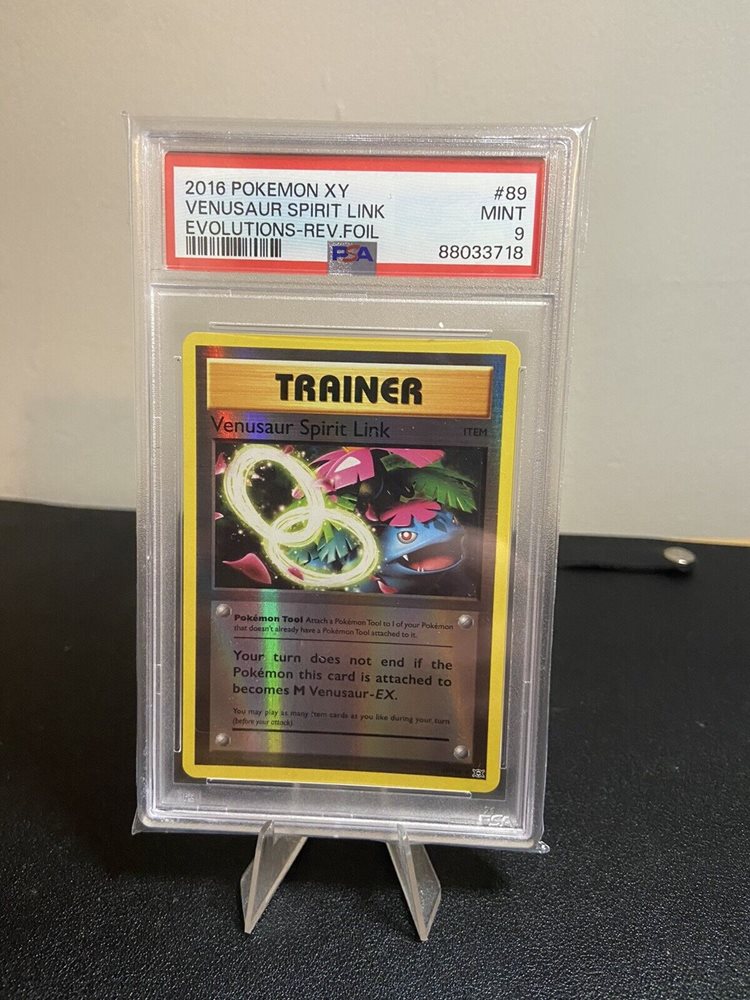 2016 POKEMON XY #89
VENUSAUR SPIRIT LINK MINT
EVOLUTIONS-REV.FOIL 9
PSA 88033718
TRAINER
Venusaur Spirit Link ITEM
Pokémon Tool Attach a Pokémon Tool to 1 of your Pokémon
that doesn't already have a Pokémon Tool attached to it.
Your turn does not end if the
Pokémon this card is attached to
becomes M Venusaur-EX.
You may play as many Item cards as you like during your turn
(before your attack).
PSA